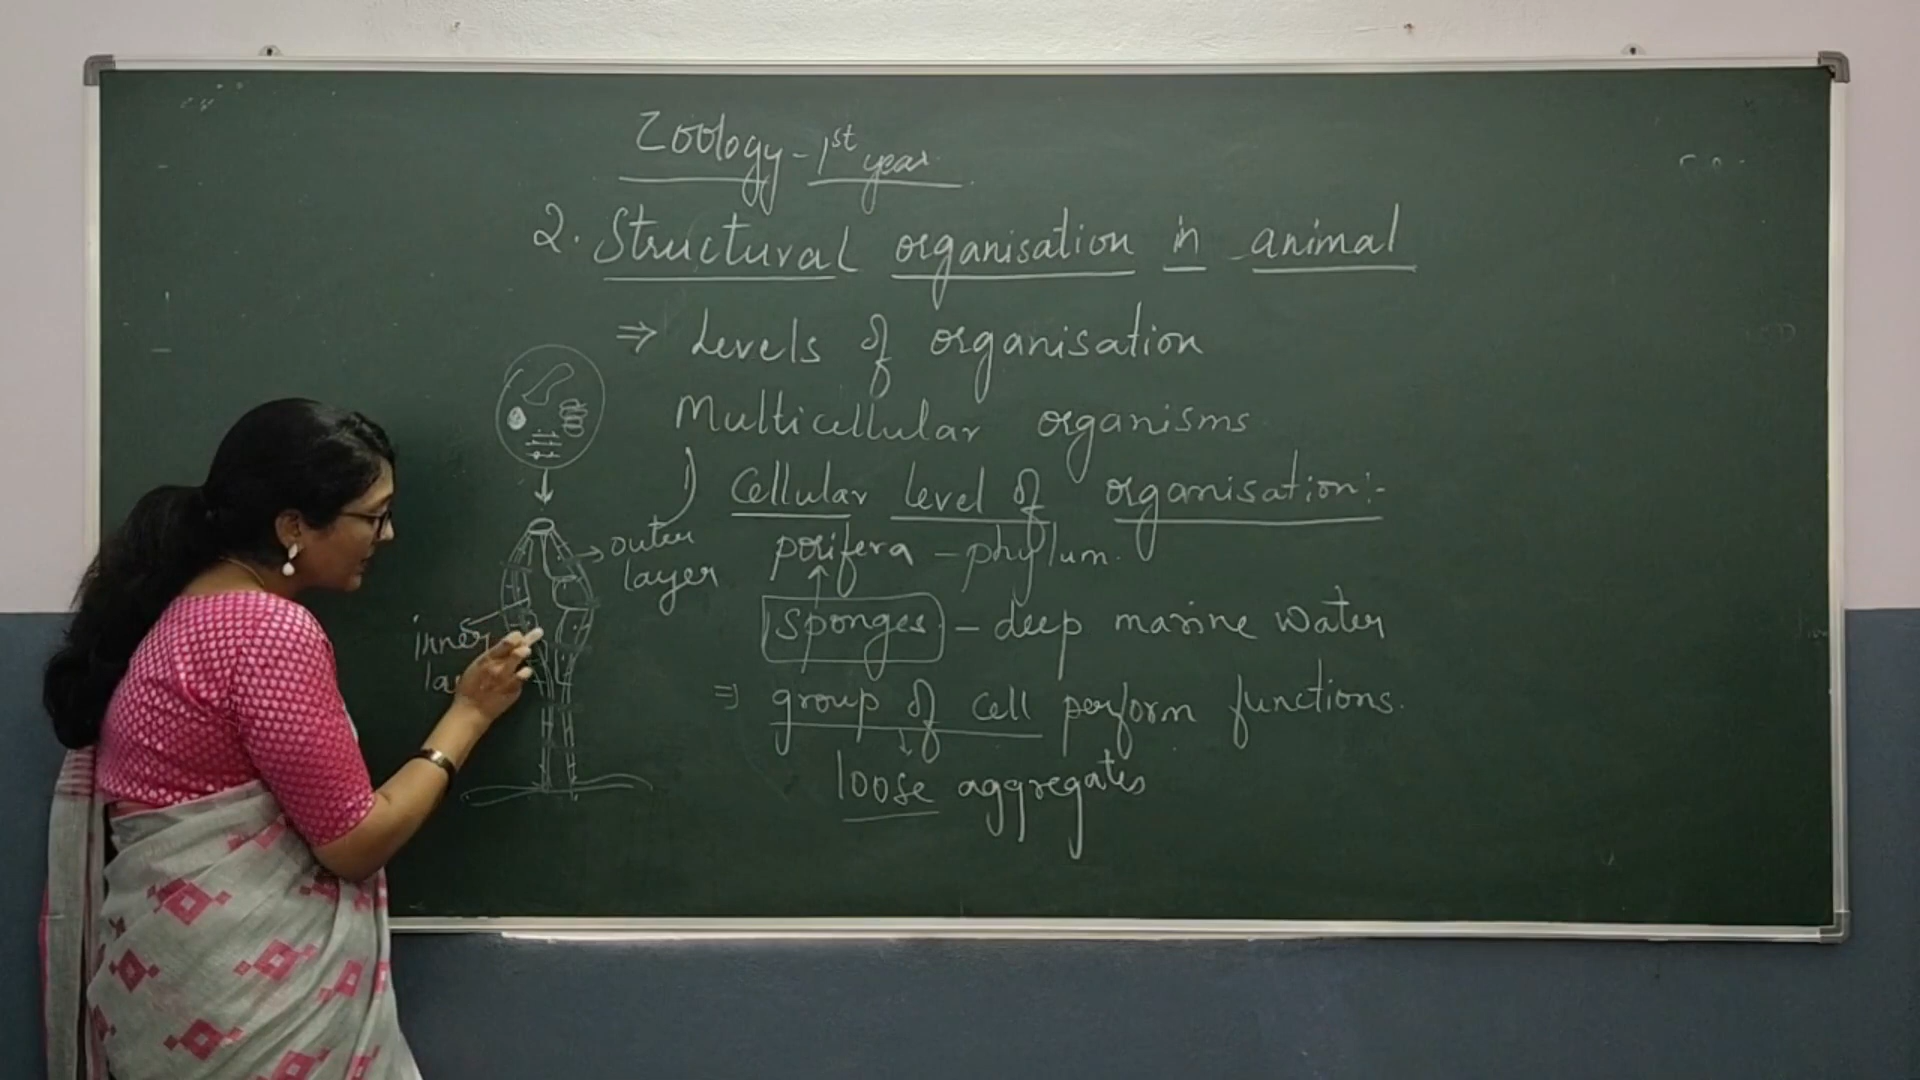 Zoology - 1st year
2. Structural organisation in animal
⇒ Levels of organisation
Multicellular organisms
) Cellular level of organisation:-
porifera - phylum.
sponges - deep marine water
⇒ group of cell perform functions.
loose aggregates
outer
layer
inner